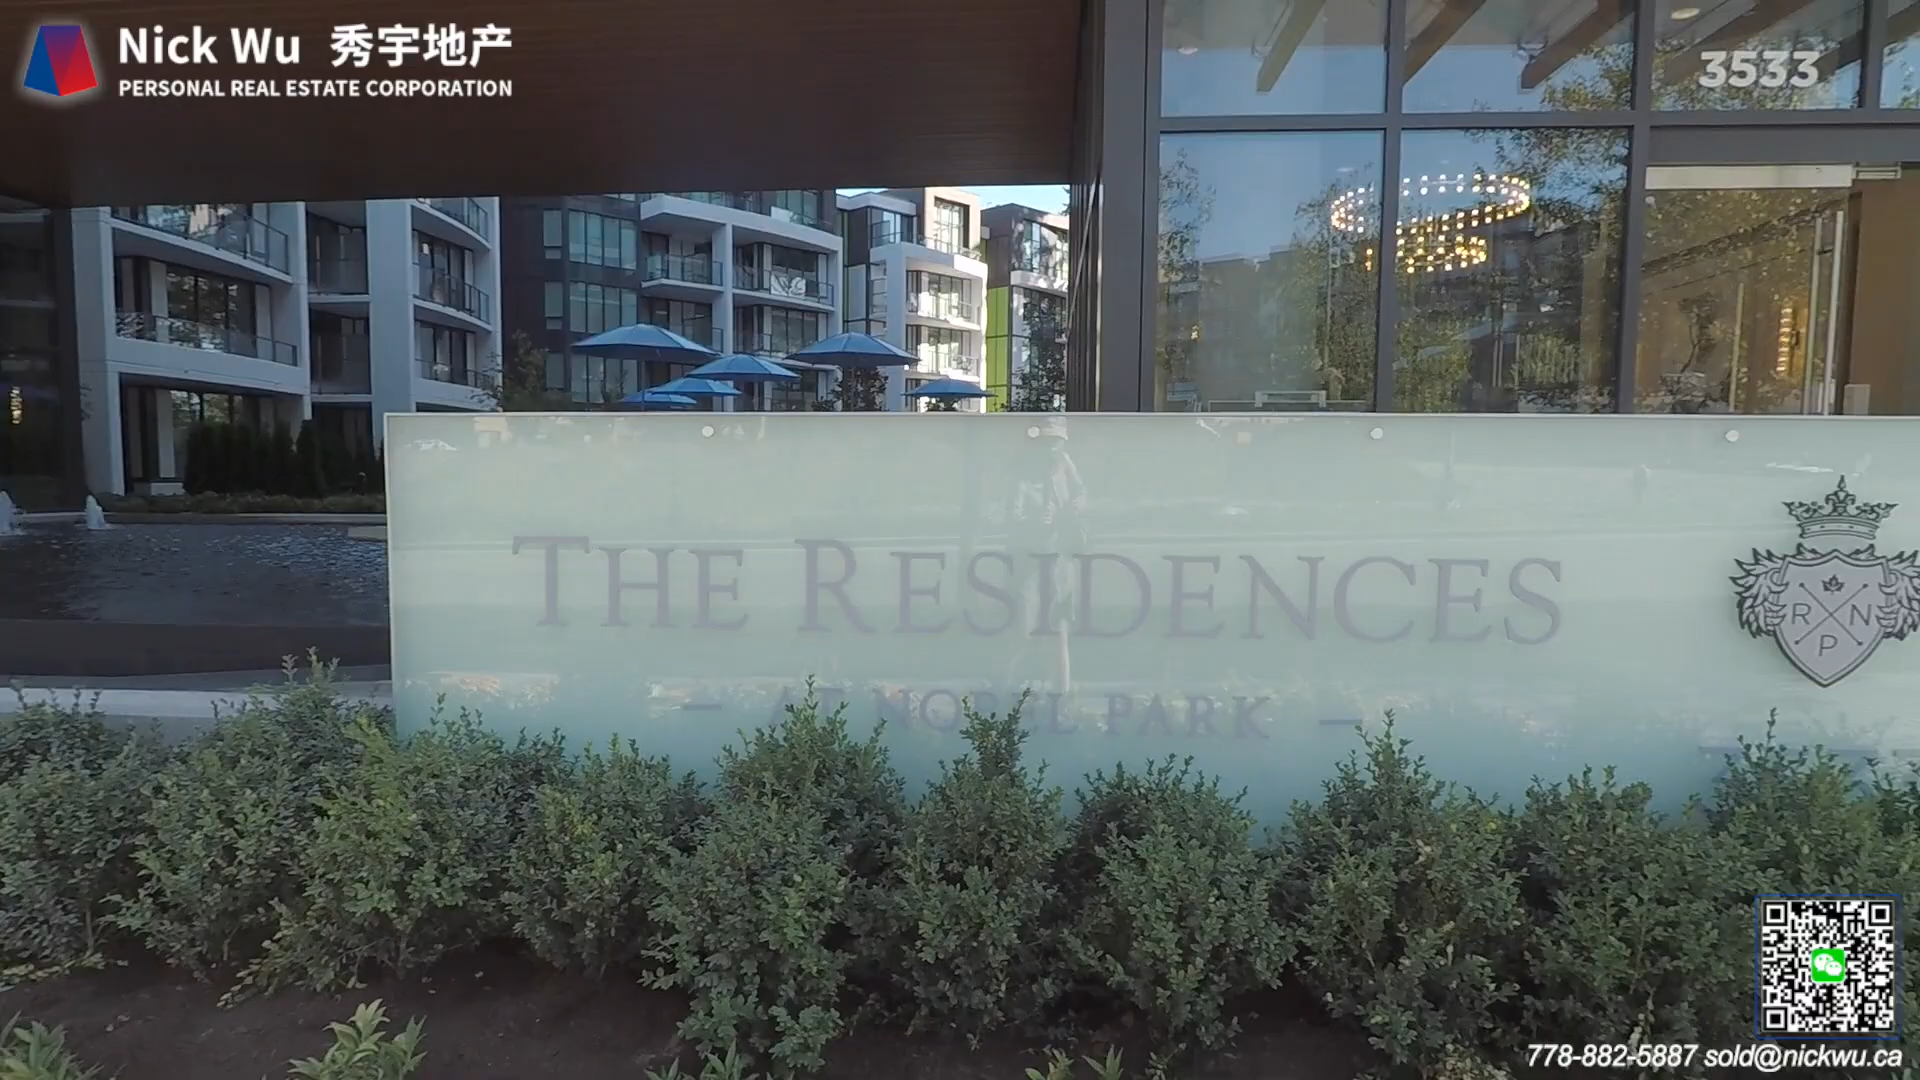 Nick Wu 秀宇地产
PERSONAL REAL ESTATE CORPORATION
3533
THE RESIDENCES
— AT NOBEL PARK —
R N
P
778-882-5887 sold@nickwu.ca